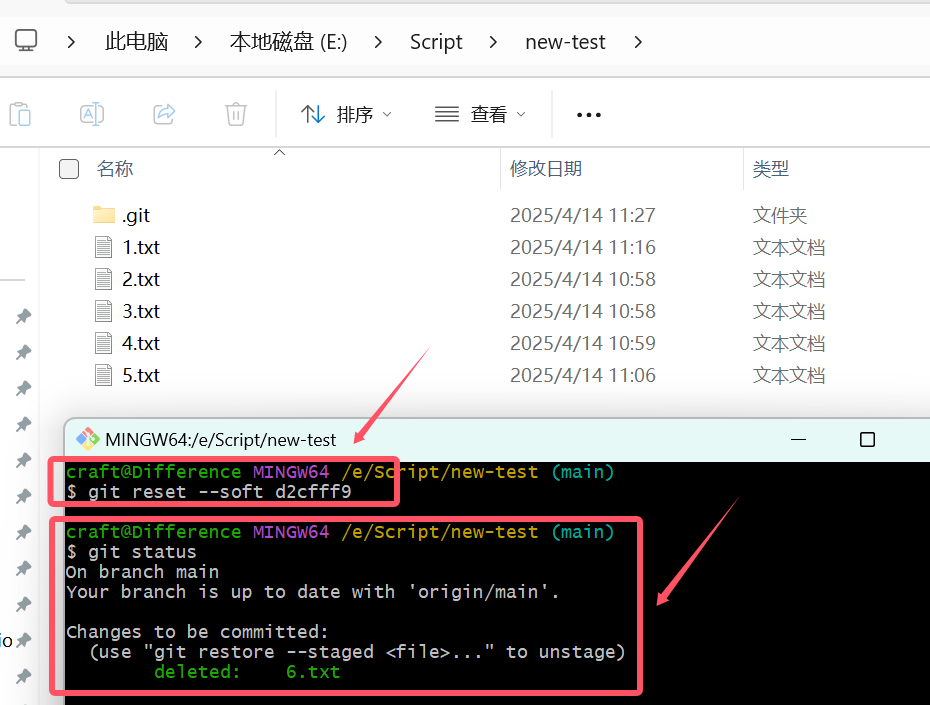 此电脑 本地磁盘 (E:) Script new-test
排序 查看
名称 修改日期 类型
.git 2025/4/14 11:27 文件夹
1.txt 2025/4/14 11:16 文本文档
2.txt 2025/4/14 10:58 文本文档
3.txt 2025/4/14 10:58 文本文档
4.txt 2025/4/14 10:59 文本文档
5.txt 2025/4/14 11:06 文本文档
MINGW64:/e/Script/new-test
craft@Difference MINGW64 /e/Script/new-test (main)
$ git reset --soft d2cfff9
craft@Difference MINGW64 /e/Script/new-test (main)
$ git status
On branch main
Your branch is up to date with 'origin/main'.
io
Changes to be committed:
(use "git restore --staged <file>..." to unstage)
deleted: 6.txt